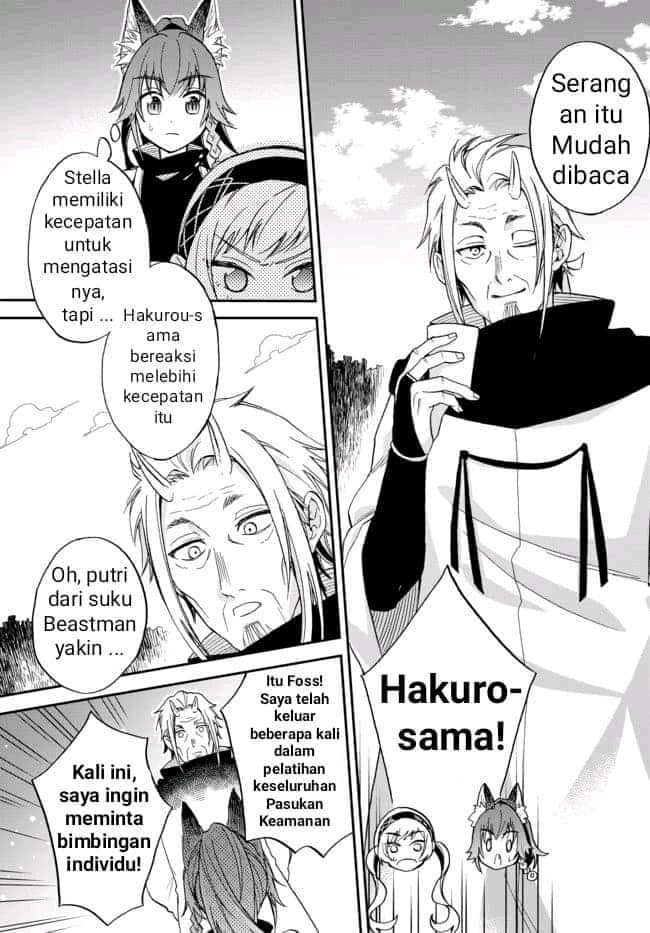 Serang
an itu
Mudah
dibaca
Hakuro-
sama!
Stella
memiliki
kecepatan
untuk
mengatasi
nya,
tapi ...
Hakurou-s
ama
bereaksi
melebihi
kecepatan
itu
Oh, putri
dari suku
Beastman
yakin ...
Itu Foss!
Saya telah
keluar
beberapa kali
dalam
pelatihan
keseluruhan
Pasukan
Keamanan
Kali ini,
saya ingin
meminta
bimbingan
individu!